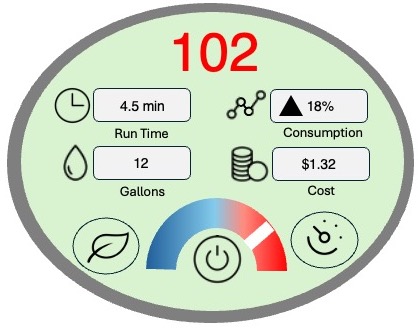 102
4.5 min
▲ 18%
Run Time
Consumption
12
$1.32
Gallons
Cost